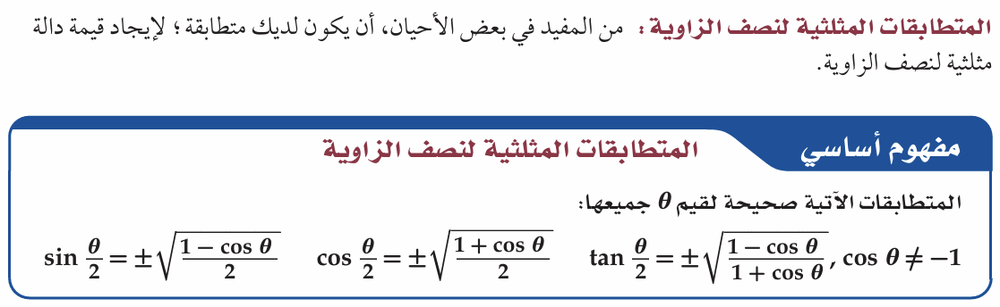 المتطابقات المثلثية لنصف الزاوية: من المفيد في بعض الأحيان، أن يكون لديك متطابقة؛ لإيجاد قيمة دالة
مثلثية لنصف الزاوية.
مفهوم أساسي
المتطابقات المثلثية لنصف الزاوية
المتطابقات الآتية صحيحة لقيم θ جميعها:
sin θ/2 = ±√((1 − cos θ)/2) cos θ/2 = ±√((1 + cos θ)/2) tan θ/2 = ±√((1 − cos θ)/(1 + cos θ)), cos θ ≠ −1